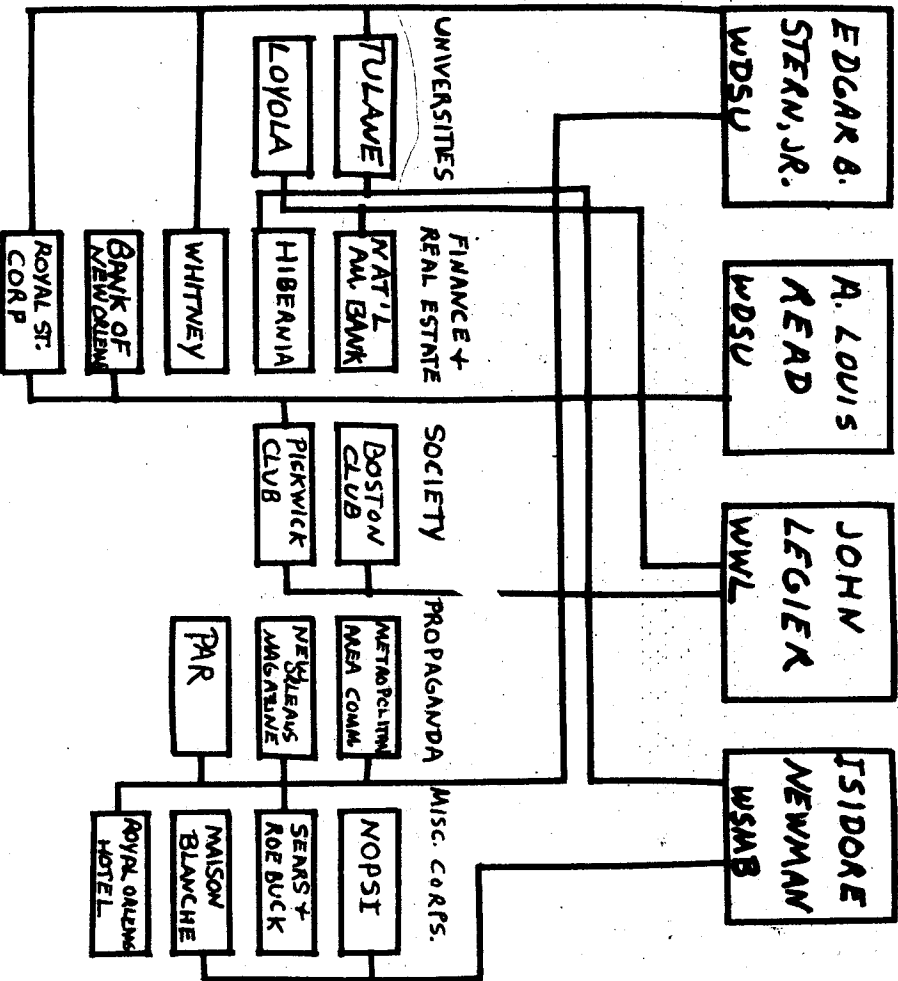 EDGAR B.
STERN, JR.
WDSU
A. LOUIS
READ
WDSU
JOHN
LEGIER
WWL
ISIDORE
NEWMAN
WSMB
UNIVERSITIES
TULANE
LOYOLA
FINANCE +
REAL ESTATE
NAT'L
AM. BANK
HIBERNIA
WHITNEY
BANK OF
NEW ORLEANS
ROYAL ST.
CORP
SOCIETY
BOSTON
CLUB
PICKWICK
CLUB
PROPAGANDA
METROPOLITAN
AREA COMM
NEW ORLEANS
MAGAZINE
PAR
MISC. CORPS.
NOPSI
SEARS +
ROEBUCK
MAISON
BLANCHE
ROYAL ORLEANS
HOTEL